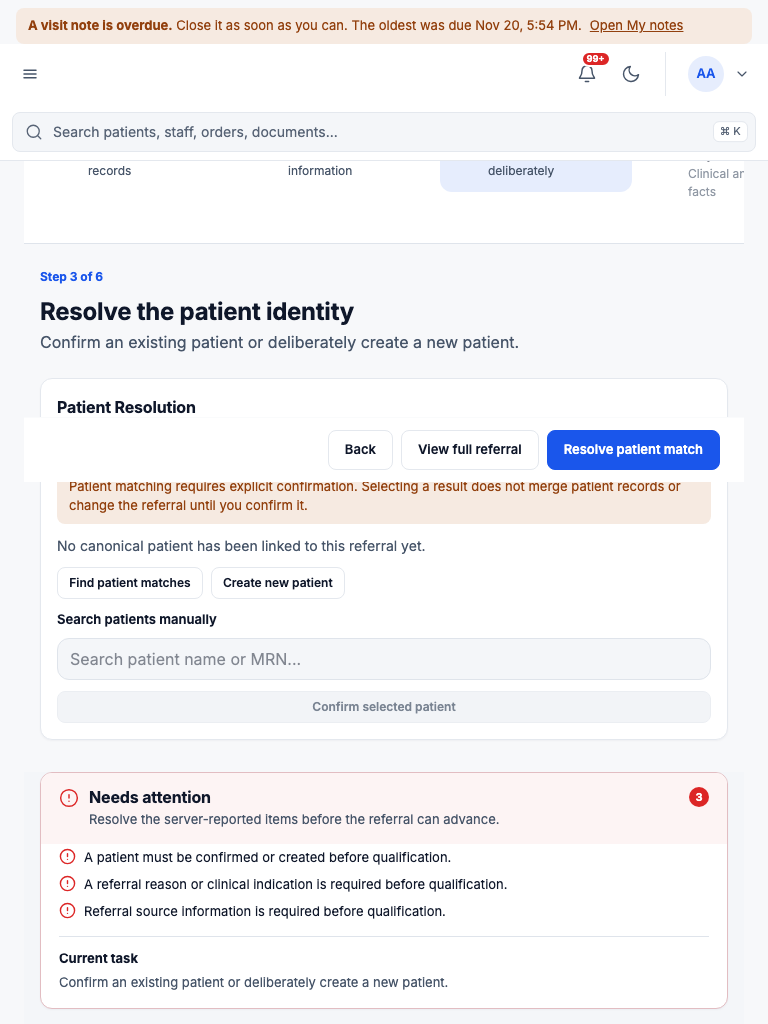 A visit note is overdue. Close it as soon as you can. The oldest was due Nov 20, 5:54 PM. Open My notes
99+
AA
Search patients, staff, orders, documents...
⌘ K
records
information
deliberately
Clinical
facts
Step 3 of 6
Resolve the patient identity
Confirm an existing patient or deliberately create a new patient.
Patient Resolution
Back
View full referral
Resolve patient match
Patient matching requires explicit confirmation. Selecting a result does not merge patient records or
change the referral until you confirm it.
No canonical patient has been linked to this referral yet.
Find patient matches
Create new patient
Search patients manually
Search patient name or MRN...
Confirm selected patient
Needs attention
3
Resolve the server-reported items before the referral can advance.
A patient must be confirmed or created before qualification.
A referral reason or clinical indication is required before qualification.
Referral source information is required before qualification.
Current task
Confirm an existing patient or deliberately create a new patient.